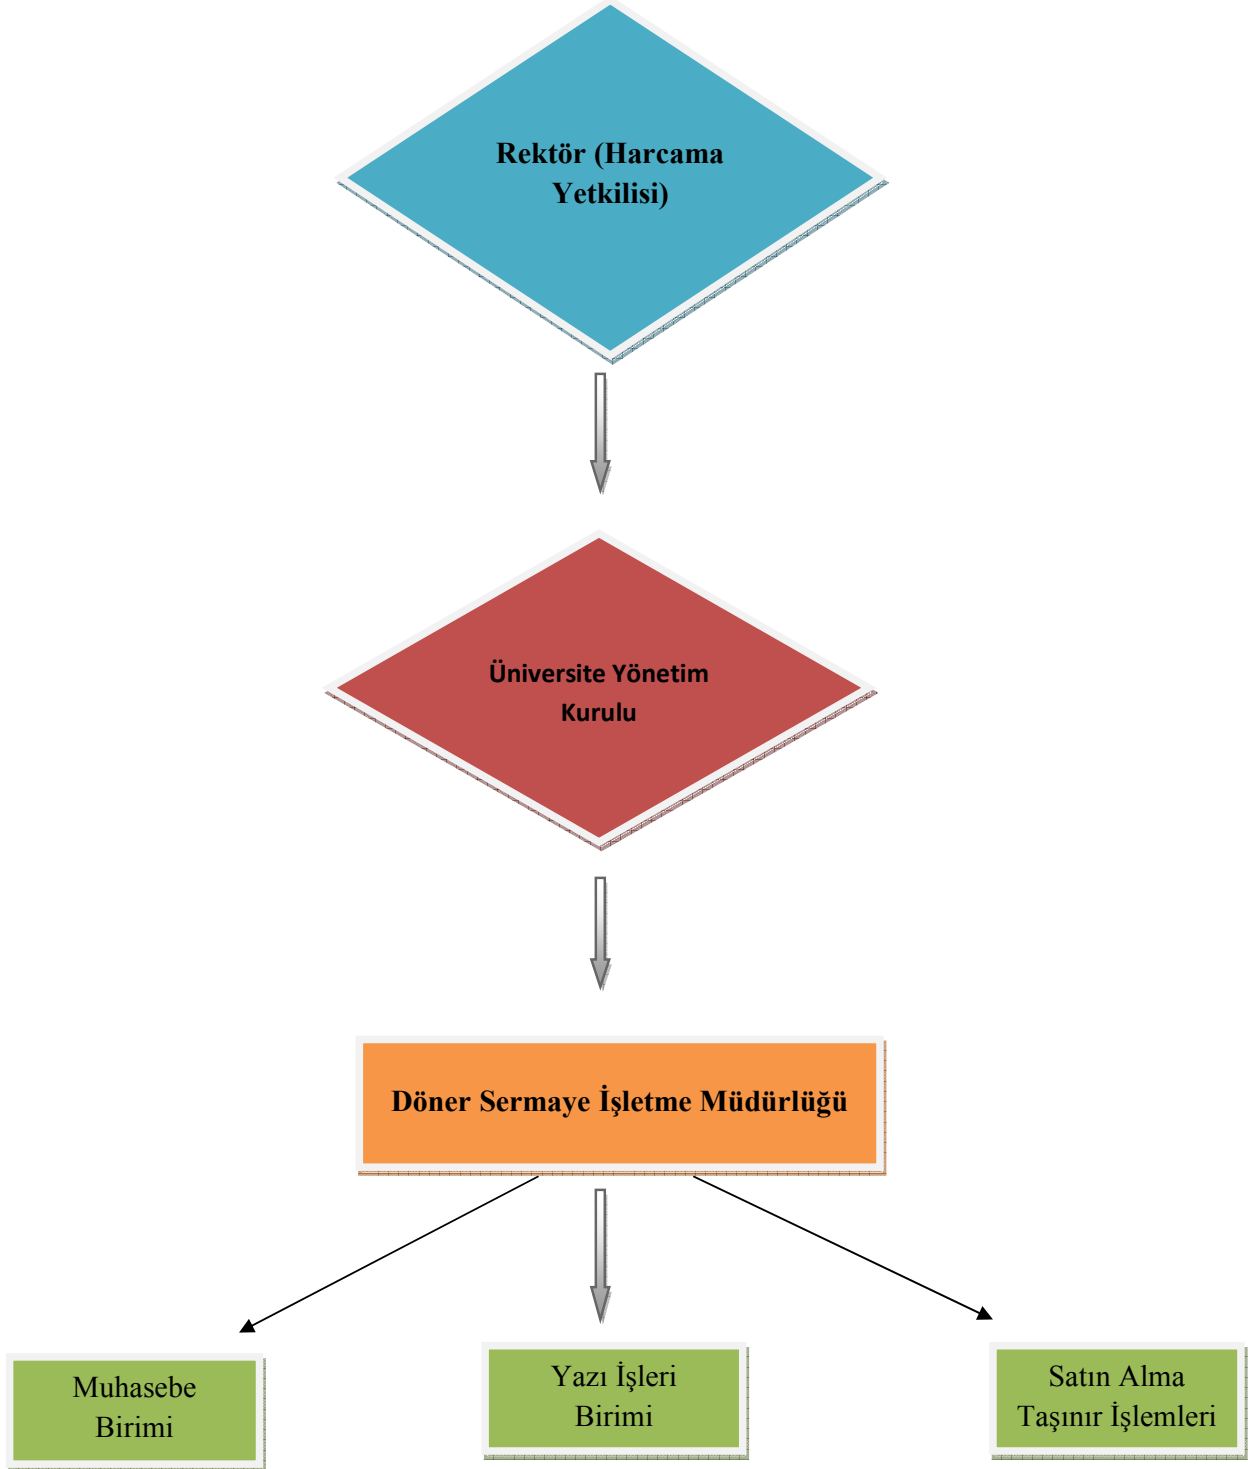 Rektör (Harcama
Yetkilisi)
Üniversite Yönetim
Kurulu
Döner Sermaye İşletme Müdürlüğü
Muhasebe
Birimi
Yazı İşleri
Birimi
Satın Alma
Taşınır İşlemleri